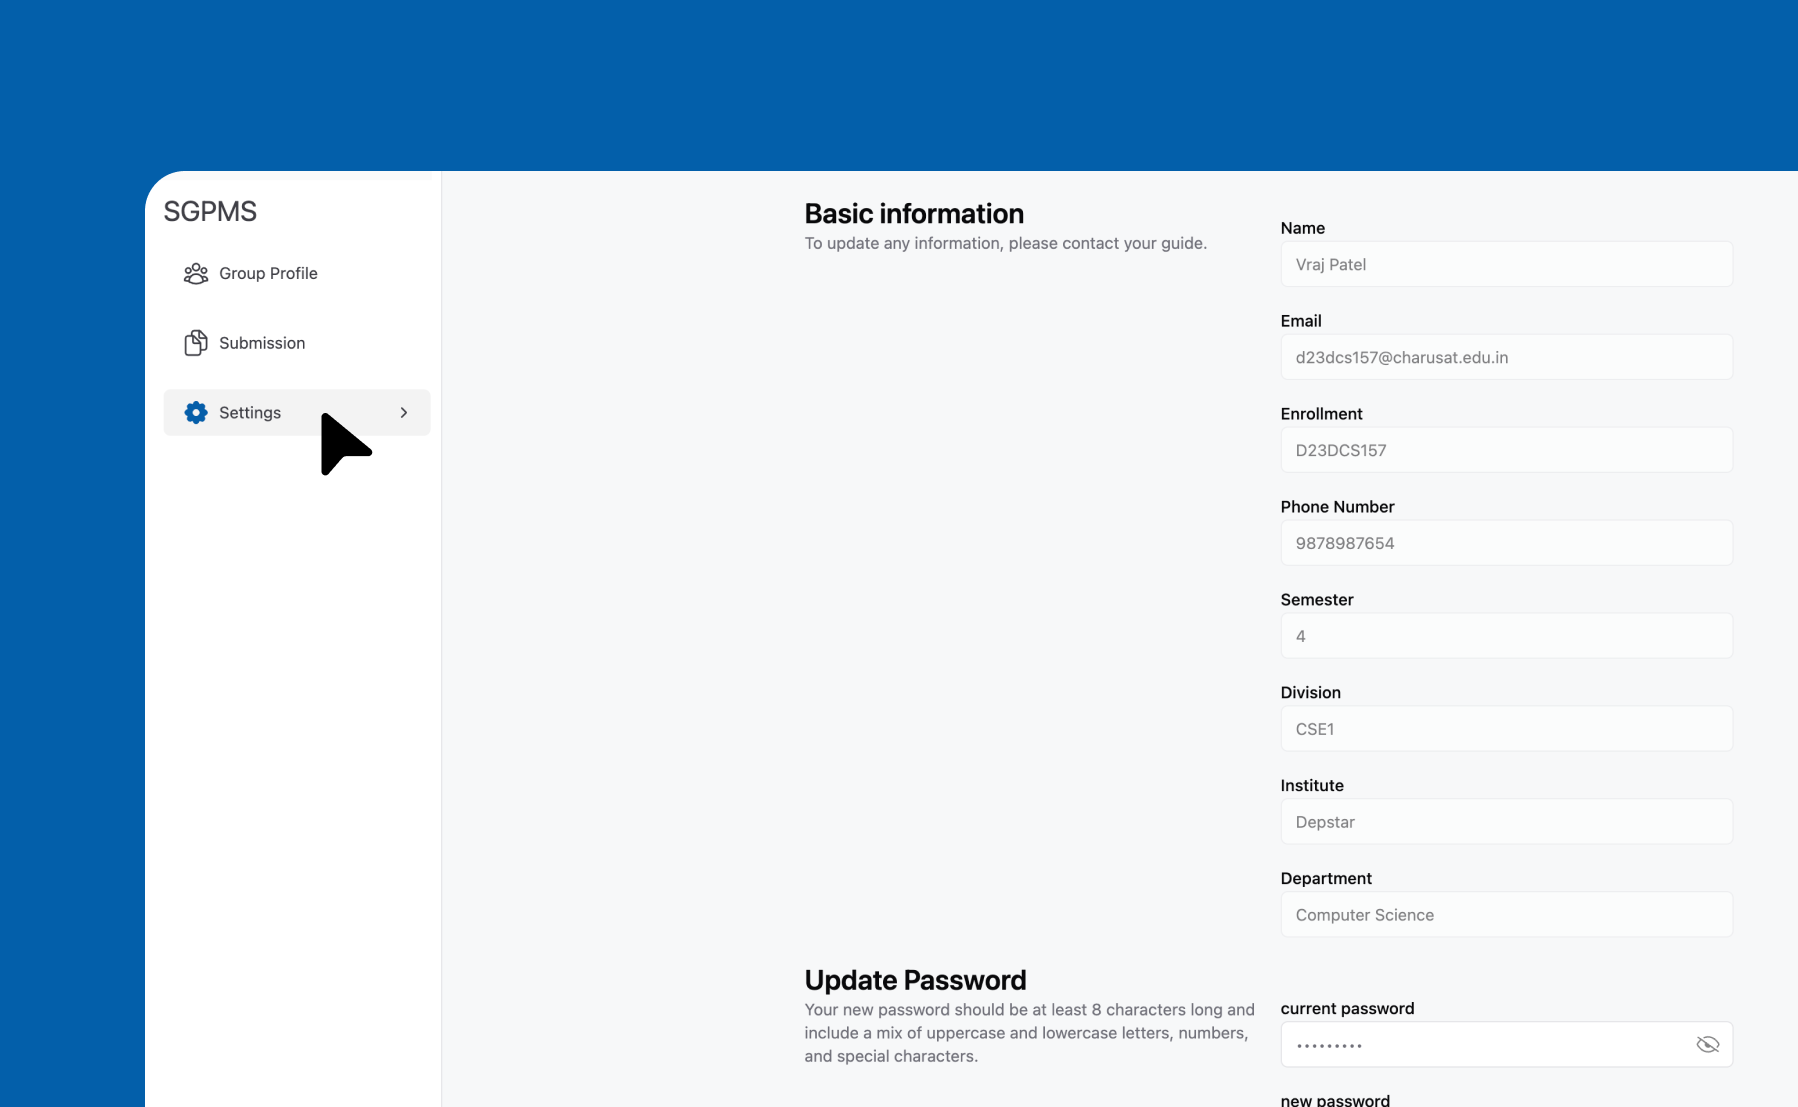 SGPMS
Group Profile
Submission
Settings
Basic information
To update any information, please contact your guide.
Name
Vraj Patel
Email
d23dcs157@charusat.edu.in
Enrollment
D23DCS157
Phone Number
9878987654
Semester
4
Division
CSE1
Institute
Depstar
Department
Computer Science
Update Password
Your new password should be at least 8 characters long and
include a mix of uppercase and lowercase letters, numbers,
and special characters.
current password
•••••••••
new password